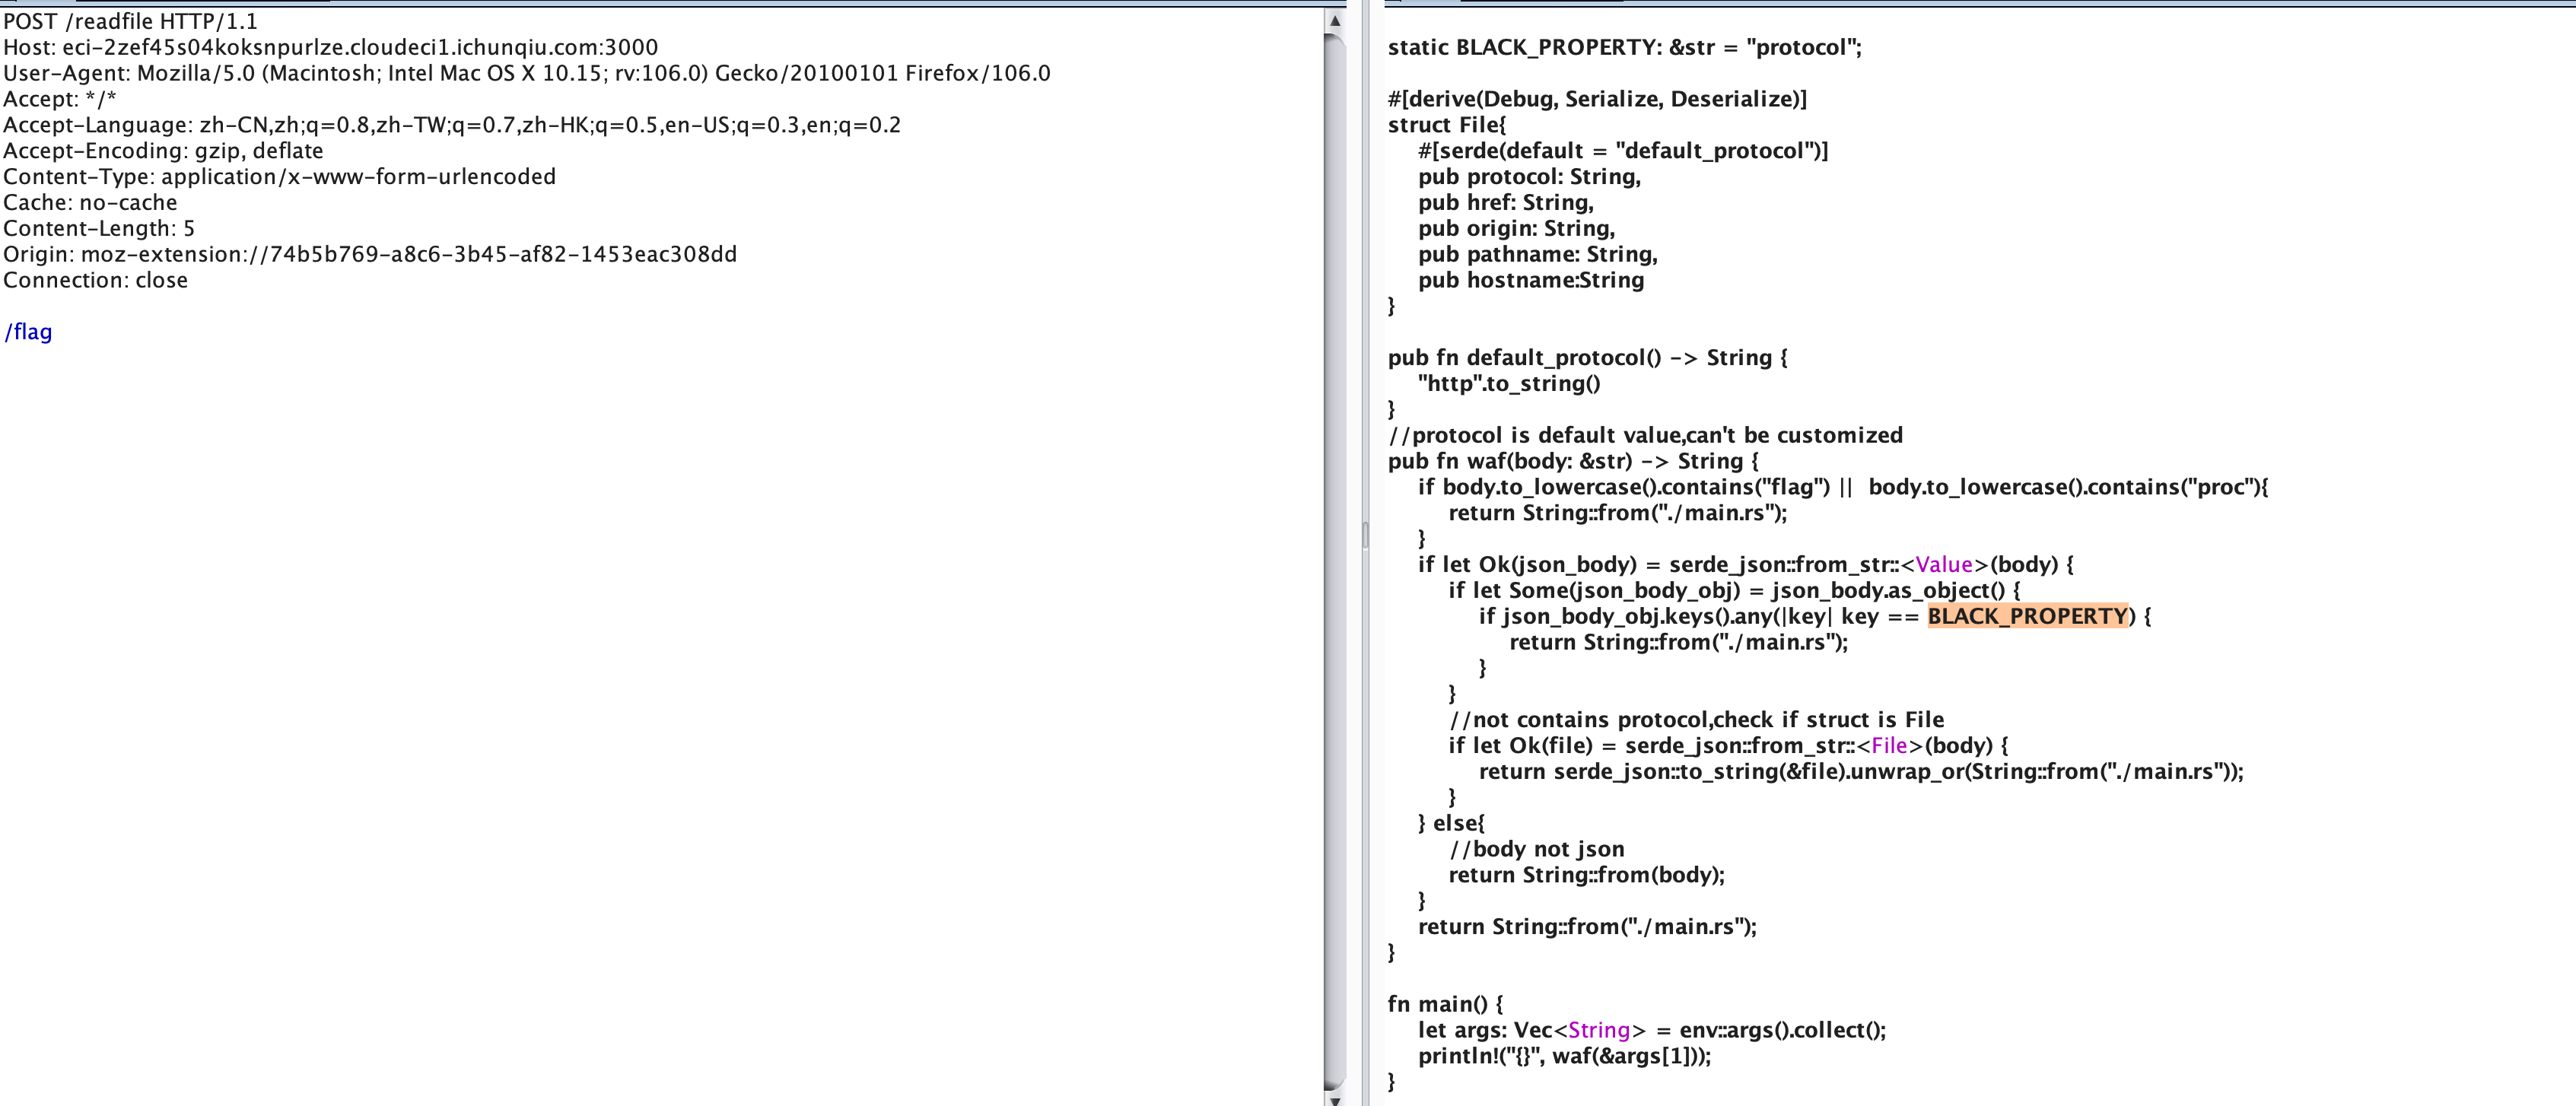 POST /readfile HTTP/1.1
Host: eci-2zef45s04koksnpurlze.cloudeci1.ichunqiu.com:3000
User-Agent: Mozilla/5.0 (Macintosh; Intel Mac OS X 10.15; rv:106.0) Gecko/20100101 Firefox/106.0
Accept: */*
Accept-Language: zh-CN,zh;q=0.8,zh-TW;q=0.7,zh-HK;q=0.5,en-US;q=0.3,en;q=0.2
Accept-Encoding: gzip, deflate
Content-Type: application/x-www-form-urlencoded
Cache: no-cache
Content-Length: 5
Origin: moz-extension://74b5b769-a8c6-3b45-af82-1453eac308dd
Connection: close

/flag

static BLACK_PROPERTY: &str = "protocol";

#[derive(Debug, Serialize, Deserialize)]
struct File{
    #[serde(default = "default_protocol")]
    pub protocol: String,
    pub href: String,
    pub origin: String,
    pub pathname: String,
    pub hostname:String
}

pub fn default_protocol() -> String {
    "http".to_string()
}
//protocol is default value,can't be customized
pub fn waf(body: &str) -> String {
    if body.to_lowercase().contains("flag") ||  body.to_lowercase().contains("proc"){
        return String::from("./main.rs");
    }
    if let Ok(json_body) = serde_json::from_str::<Value>(body) {
        if let Some(json_body_obj) = json_body.as_object() {
            if json_body_obj.keys().any(|key| key == BLACK_PROPERTY) {
                return String::from("./main.rs");
            }
        }
        //not contains protocol,check if struct is File
        if let Ok(file) = serde_json::from_str::<File>(body) {
            return serde_json::to_string(&file).unwrap_or(String::from("./main.rs"));
        }
    } else{
        //body not json
        return String::from(body);
    }
    return String::from("./main.rs");
}

fn main() {
    let args: Vec<String> = env::args().collect();
    println!("{}", waf(&args[1]));
}